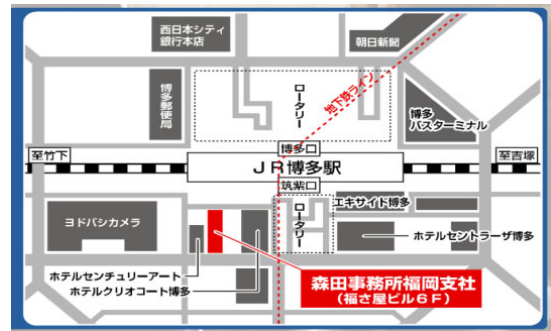 西日本シティ
銀行本店
朝日新聞
博多郵便局
ロータリー
地下鉄ライン
博多
バスターミナル
博多口
至竹下
JR博多駅
至吉塚
筑紫口
ヨドバシカメラ
ロータリー
エキサイド博多
ホテルセントラーザ博多
ホテルセンチュリーアート
ホテルクリオコート博多
森田事務所福岡支社
(福さ屋ビル6F)